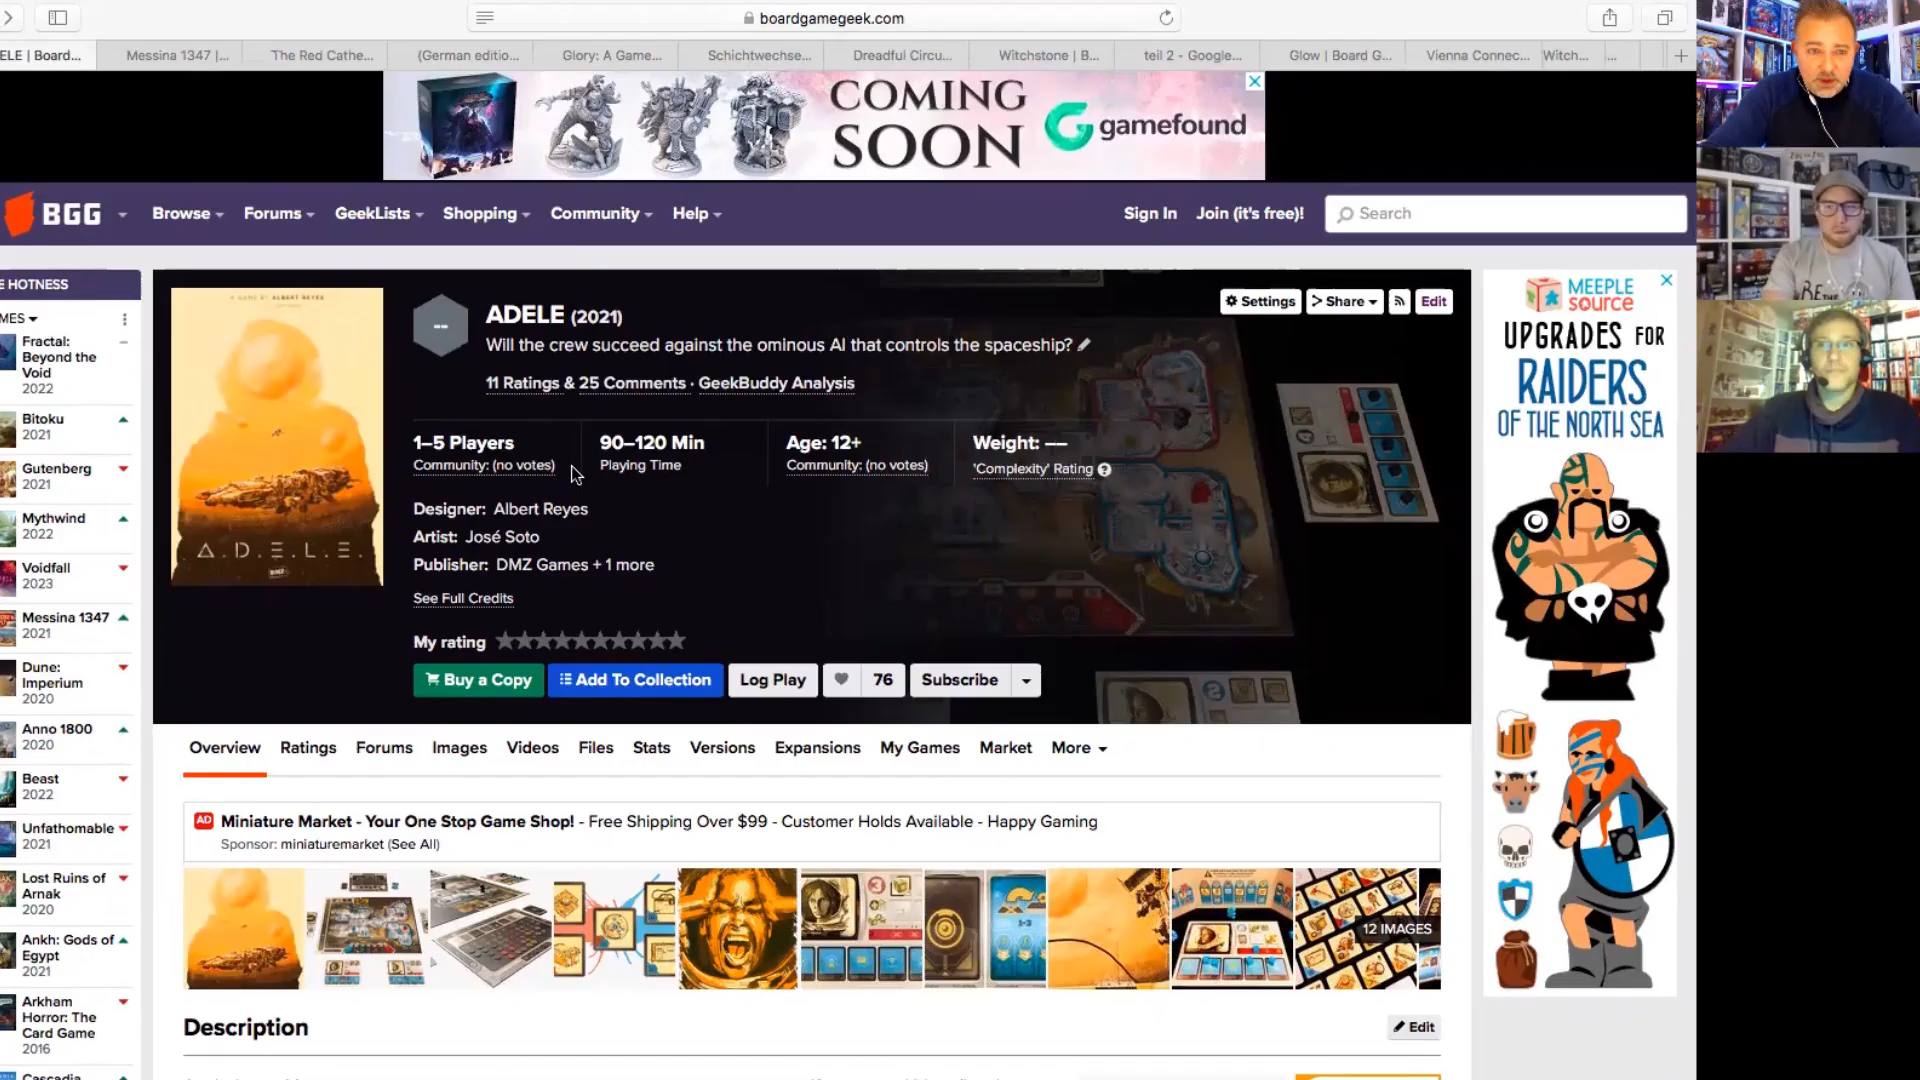 boardgamegeek.com
ELE | Board...
Messina 1347 |...
The Red Cathe...
(German editio...
Glory: A Game...
Schichtwechse...
Dreadful Circu...
Witchstone | B...
teil 2 - Google...
Glow | Board G...
Vienna Connec...
Witch...
...
COMING
SOON
gamefound
BGG
Browse
Forums
GeekLists
Shopping
Community
Help
Sign In
Join (it's free)!
Search
E HOTNESS
MES
Fractal:
Beyond the
Void
2022
Bitoku
2021
Gutenberg
2021
Mythwind
2022
Voidfall
2023
Messina 1347
2021
Dune:
Imperium
2020
Anno 1800
2020
Beast
2022
Unfathomable
2021
Lost Ruins of
Arnak
2020
Ankh: Gods of
Egypt
2021
Arkham
Horror: The
Card Game
2016
Cascadia
A GAME BY ALBERT REYES
A.D.E.L.E.
--
ADELE (2021)
Will the crew succeed against the ominous AI that controls the spaceship?
11 Ratings & 25 Comments · GeekBuddy Analysis
Settings
Share
Edit
1–5 Players
Community: (no votes)
90–120 Min
Playing Time
Age: 12+
Community: (no votes)
Weight: —–
'Complexity' Rating
Designer: Albert Reyes
Artist: José Soto
Publisher: DMZ Games + 1 more
See Full Credits
My rating
Buy a Copy
Add To Collection
Log Play
76
Subscribe
Overview
Ratings
Forums
Images
Videos
Files
Stats
Versions
Expansions
My Games
Market
More
AD Miniature Market - Your One Stop Game Shop! - Free Shipping Over $99 - Customer Holds Available - Happy Gaming
Sponsor: miniaturemarket (See All)
12 IMAGES
Description
Edit
MEEPLE
source
UPGRADES FOR
RAIDERS
OF THE NORTH SEA
BE THE